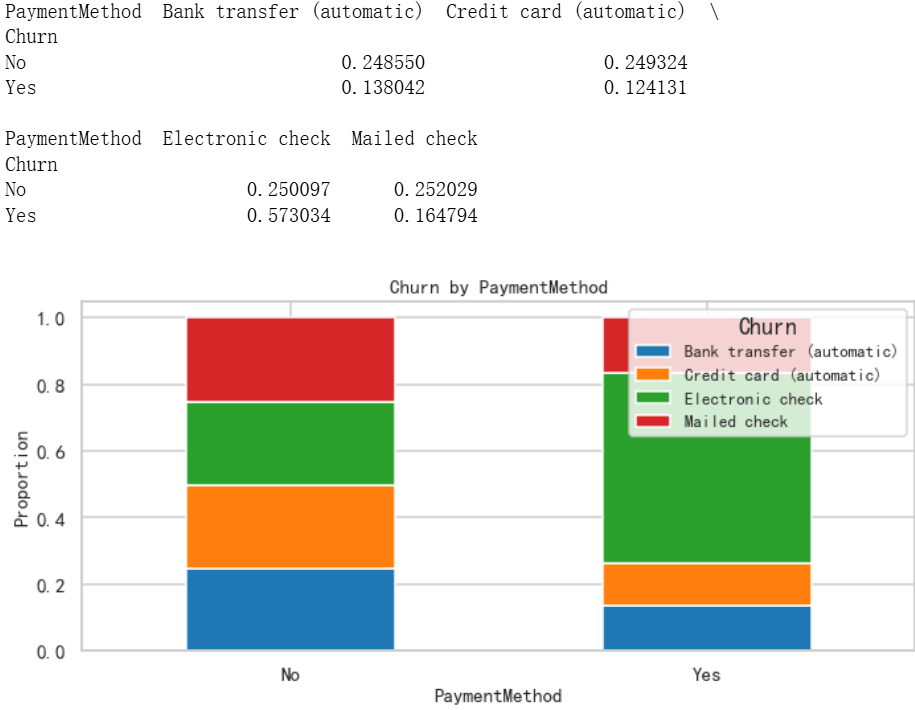 PaymentMethod  Bank transfer (automatic)  Credit card (automatic)  \
Churn
No                              0.248550                 0.249324
Yes                             0.138042                 0.124131
PaymentMethod  Electronic check  Mailed check
Churn
No                     0.250097      0.252029
Yes                    0.573034      0.164794
Churn by PaymentMethod
1.0
0.8
0.6
0.4
0.2
0.0
Proportion
Churn
Bank transfer (automatic)
Credit card (automatic)
Electronic check
Mailed check
No
Yes
PaymentMethod